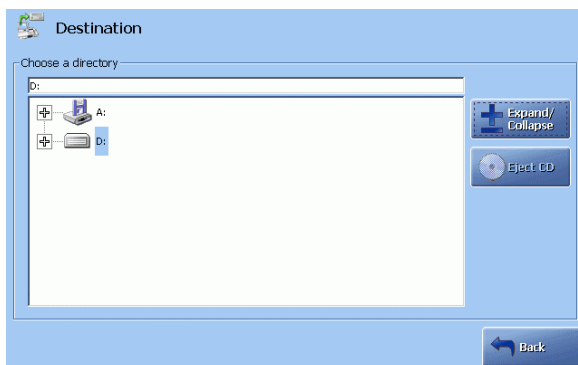 Destination
Choose a directory
D:
A:
D:
Expand/
Collapse
Eject CD
Back